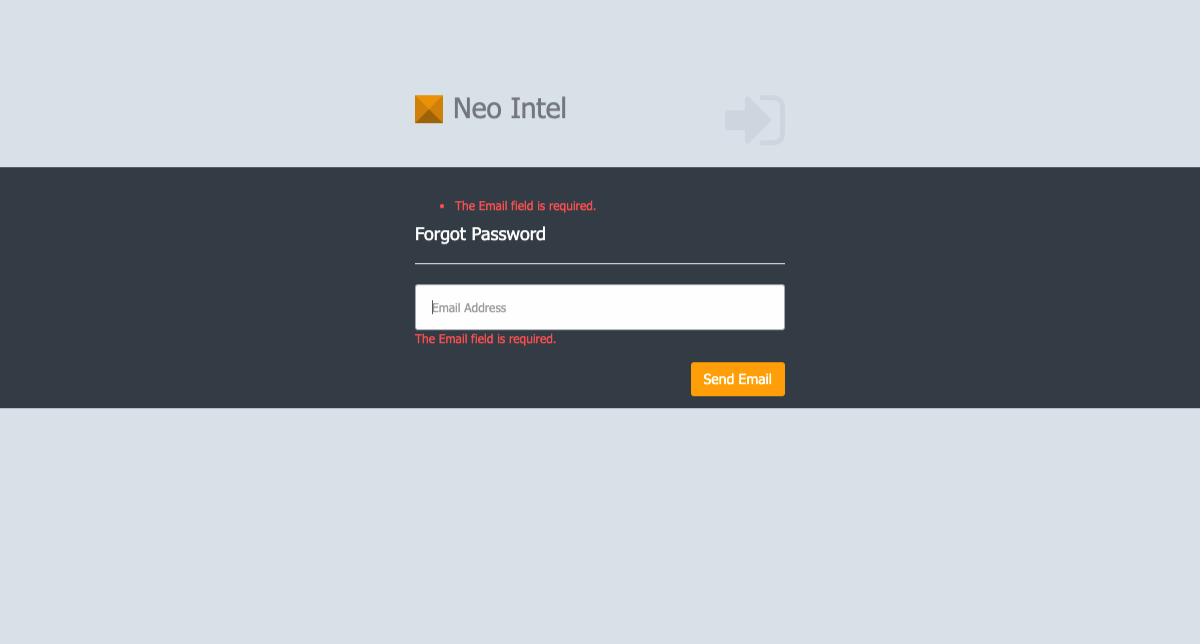 Neo Intel
The Email field is required.
Forgot Password
Email Address
The Email field is required.
Send Email